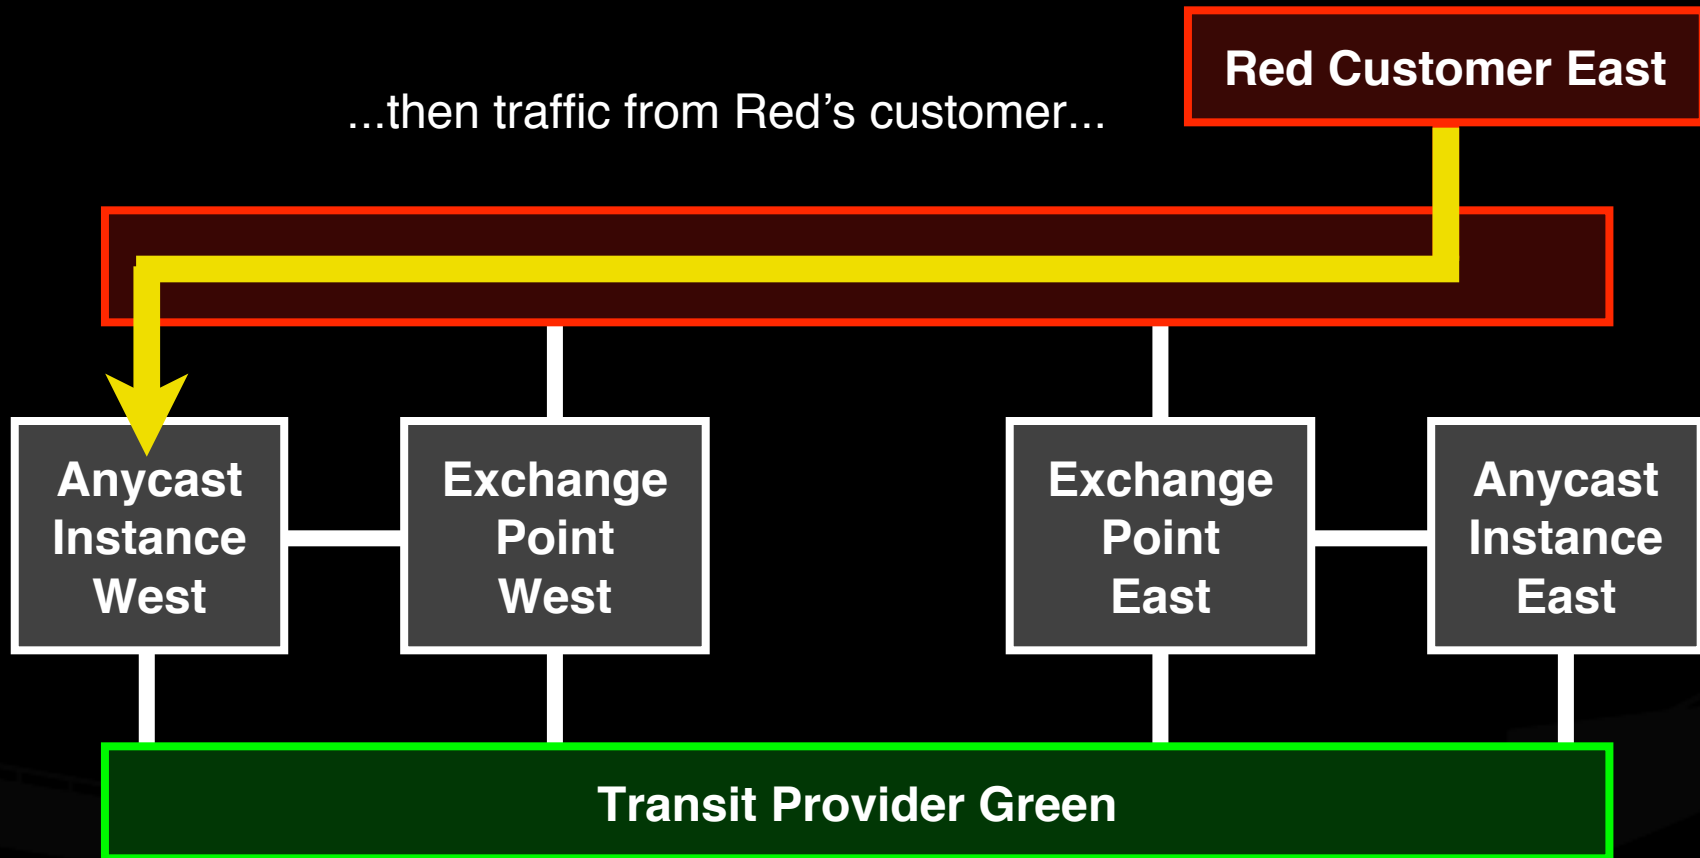 Red Customer East
...then traffic from Red’s customer...
Anycast
Instance
West
Exchange
Point
West
Exchange
Point
East
Anycast
Instance
East
Transit Provider Green